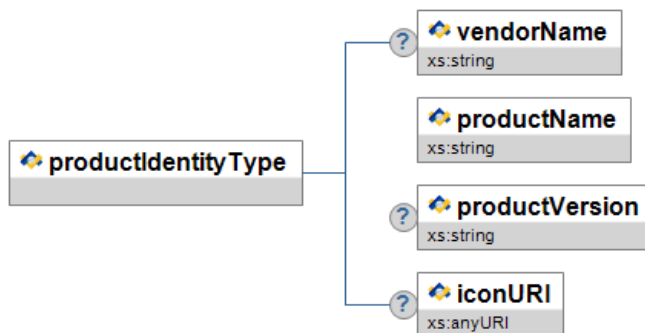 ? vendorName
xs:string
productName
xs:string
productIdentityType
? productVersion
xs:string
? iconURI
xs:anyURI